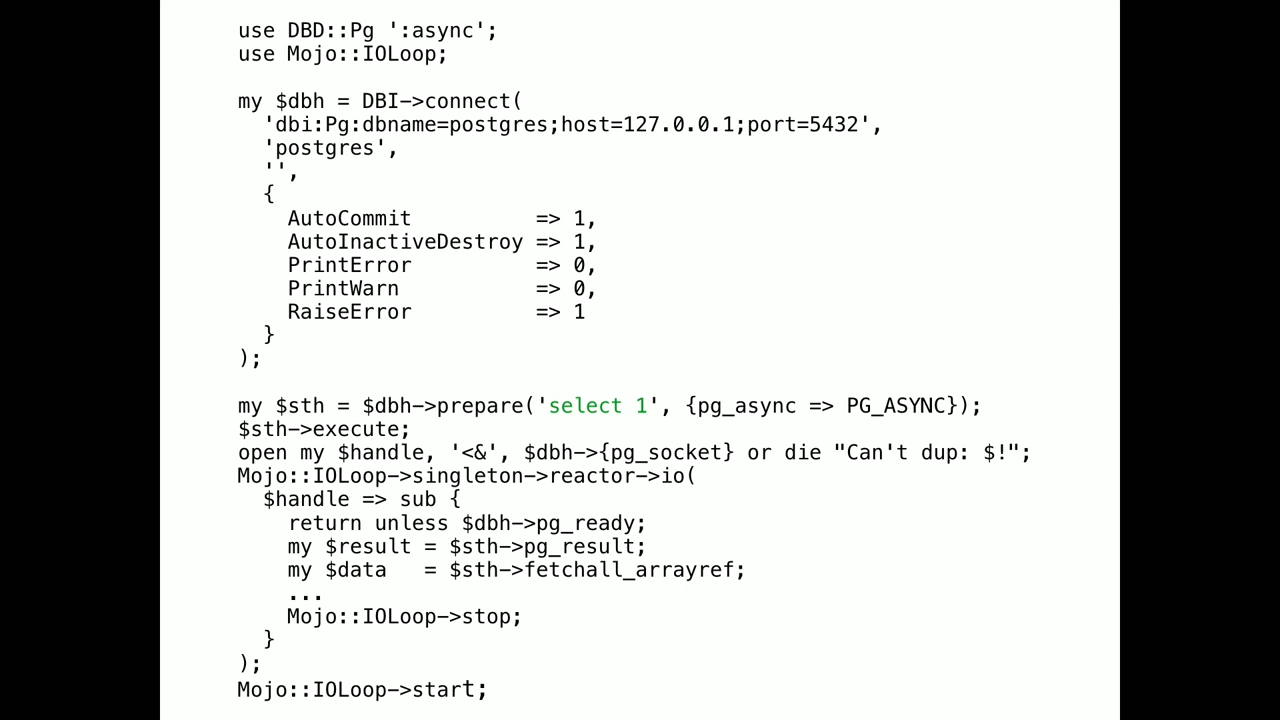 use DBD::Pg ':async';
use Mojo::IOLoop;

my $dbh = DBI->connect(
  'dbi:Pg:dbname=postgres;host=127.0.0.1;port=5432',
  'postgres',
  '',
  {
    AutoCommit          => 1,
    AutoInactiveDestroy => 1,
    PrintError          => 0,
    PrintWarn           => 0,
    RaiseError          => 1
  }
);

my $sth = $dbh->prepare('select 1', {pg_async => PG_ASYNC});
$sth->execute;
open my $handle, '<&', $dbh->{pg_socket} or die "Can't dup: $!";
Mojo::IOLoop->singleton->reactor->io(
  $handle => sub {
    return unless $dbh->pg_ready;
    my $result = $sth->pg_result;
    my $data   = $sth->fetchall_arrayref;
    ...
    Mojo::IOLoop->stop;
  }
);
Mojo::IOLoop->start;